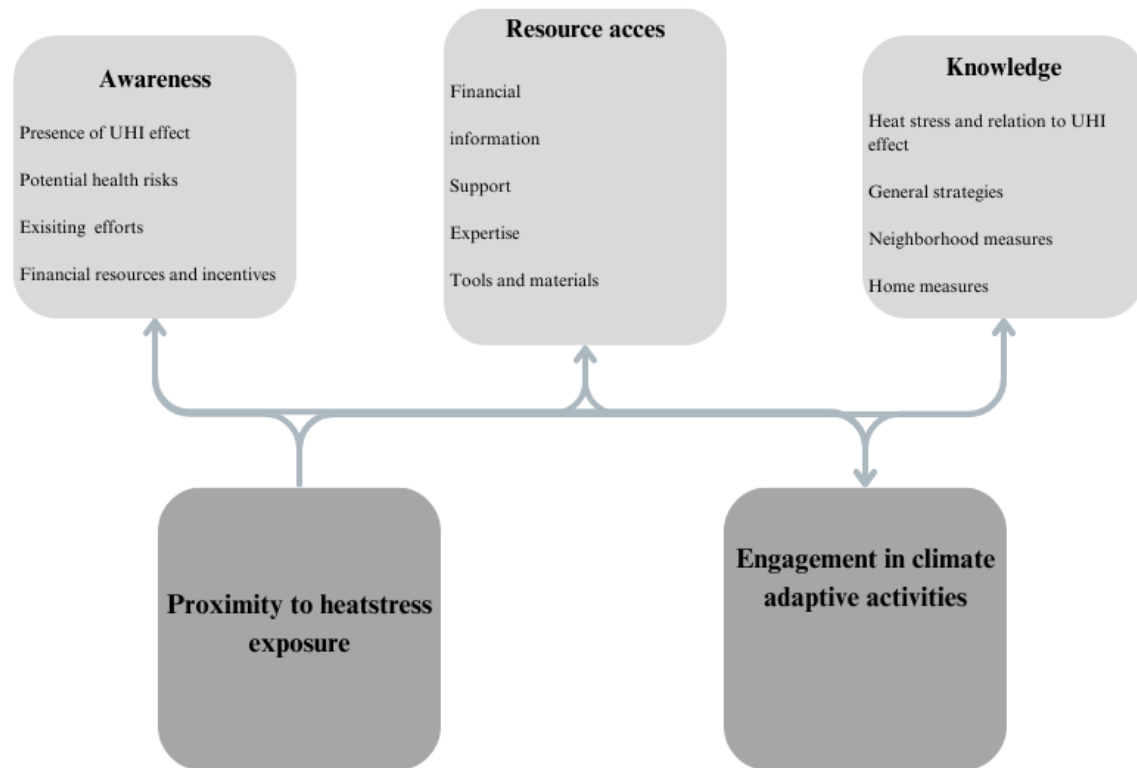 Awareness
Presence of UHI effect
Potential health risks
Exisiting efforts
Financial resources and incentives
Resource acces
Financial
information
Support
Expertise
Tools and materials
Knowledge
Heat stress and relation to UHI
effect
General strategies
Neighborhood measures
Home measures
Proximity to heatstress
exposure
Engagement in climate
adaptive activities